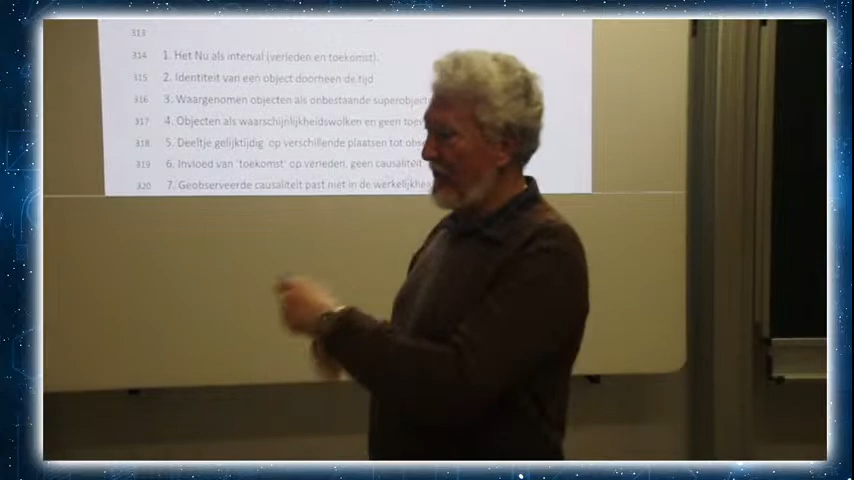 313
314 1. Het Nu als interval (verleden en toekomst).
315 2. Identiteit van een object doorheen de tijd
316 3. Waargenomen objecten als onbestaande superobject
317 4. Objecten als waarschijnlijkheidswolken en geen
318 5. Deeltje gelijktijdig op verschillende plaatsen tot
319 6. Invloed van 'toekomst' op verleden, geen causaliteit
320 7. Geobserveerde causaliteit past niet in de